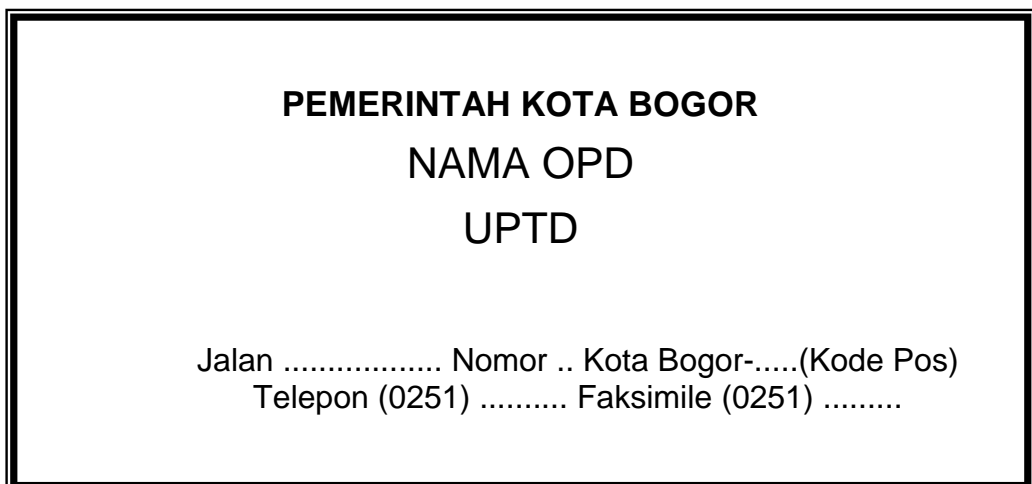 PEMERINTAH KOTA BOGOR
NAMA OPD
UPTD
Jalan .................. Nomor .. Kota Bogor-.....(Kode Pos)
Telepon (0251) .......... Faksimile (0251) .........